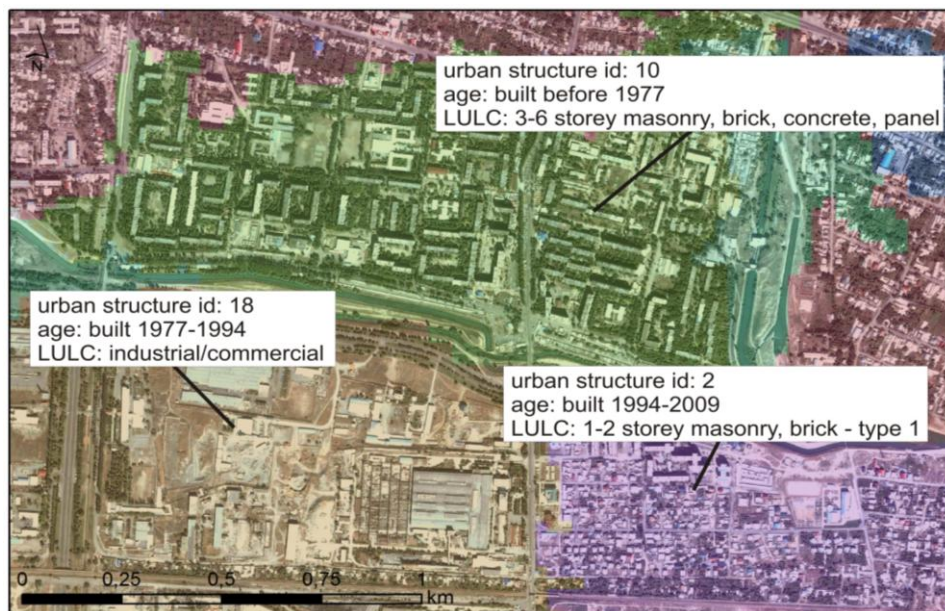 N
urban structure id: 10
age: built before 1977
LULC: 3-6 storey masonry, brick, concrete, panel
urban structure id: 18
age: built 1977-1994
LULC: industrial/commercial
urban structure id: 2
age: built 1994-2009
LULC: 1-2 storey masonry, brick - type 1
0 0,25 0,5 0,75 1
km